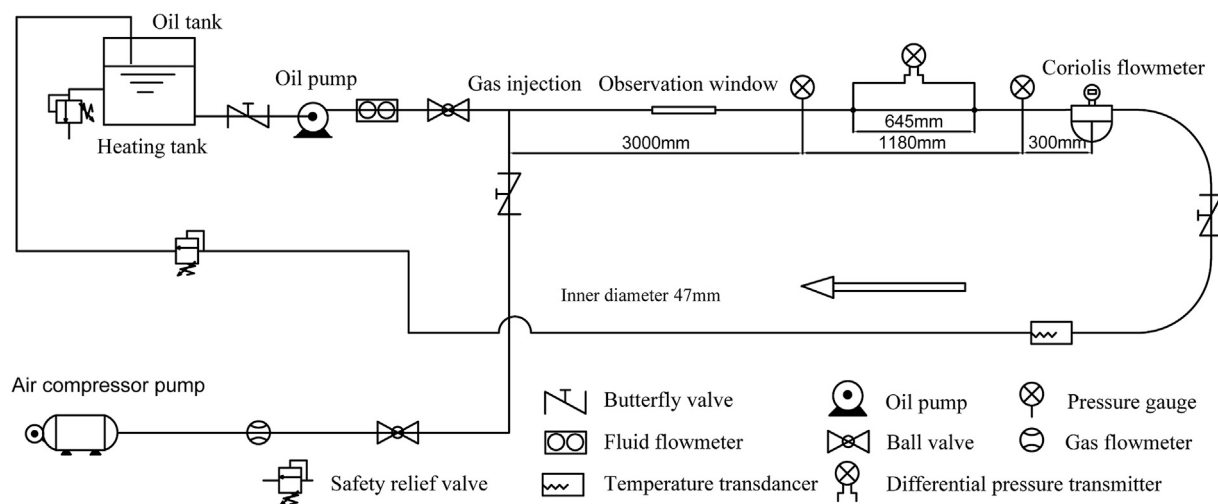 Oil tank
Oil pump
Gas injection
Observation window
Coriolis flowmeter
Heating tank
645mm
3000mm
1180mm
300mm
Inner diameter 47mm
Air compressor pump
Butterfly valve
Oil pump
Pressure gauge
Fluid flowmeter
Ball valve
Gas flowmeter
Safety relief valve
Temperature transdancer
Differential pressure transmitter